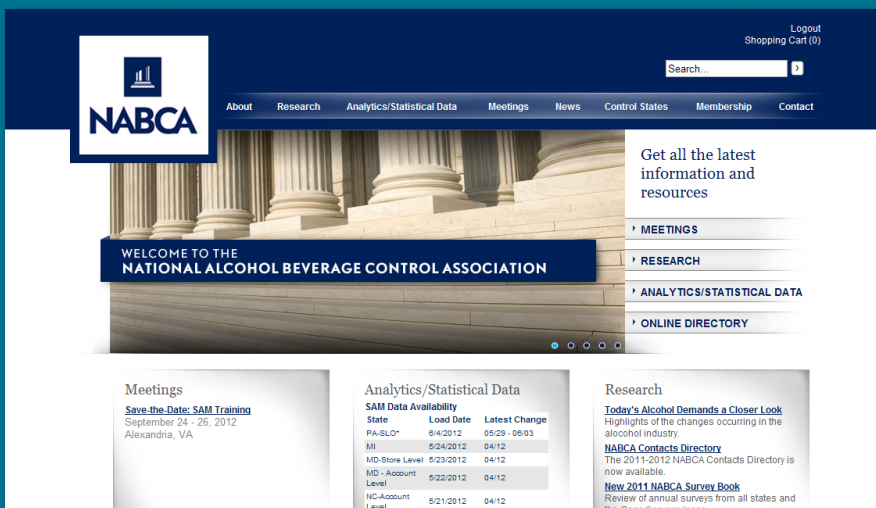 Logout
Shopping Cart (0)
Search...
NABCA
About Research Analytics/Statistical Data Meetings News Control States Membership Contact
Get all the latest
information and
resources
MEETINGS
RESEARCH
ANALYTICS/STATISTICAL DATA
ONLINE DIRECTORY
WELCOME TO THE
NATIONAL ALCOHOL BEVERAGE CONTROL ASSOCIATION
Meetings
Save-the-Date: SAM Training
September 24 - 26, 2012
Alexandria, VA
Analytics/Statistical Data
SAM Data Availability
State Load Date Latest Change
PA-SLO* 6/4/2012 05/29 - 06/03
MI 5/24/2012 04/12
MD-Store Level 5/23/2012 04/12
MD - Account
Level 5/22/2012 04/12
NC-Account
Level 5/21/2012 04/12
Research
Today's Alcohol Demands a Closer Look
Highlights of the changes occurring in the
alocohol industry.
NABCA Contacts Directory
The 2011-2012 NABCA Contacts Directory is
now available.
New 2011 NABCA Survey Book
Review of annual surveys from all states and
the Canadian provinces